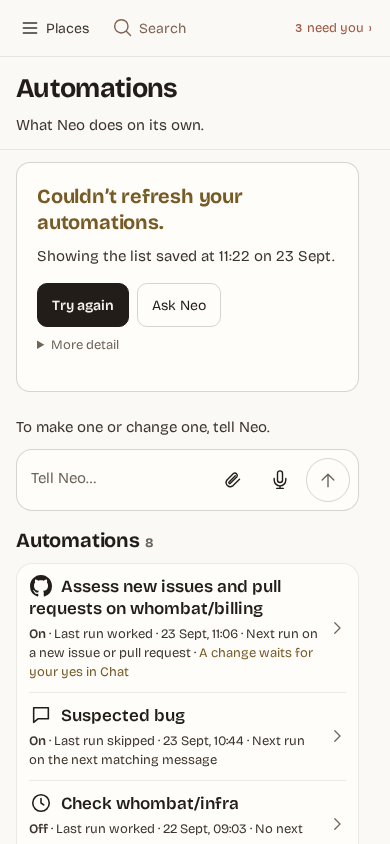 Places
Search
3 need you ›
Automations
What Neo does on its own.
Couldn’t refresh your
automations.
Showing the list saved at 11:22 on 23 Sept.
Try again
Ask Neo
More detail
To make one or change one, tell Neo.
Tell Neo...
Automations 8
Assess new issues and pull
requests on whombat/billing
On · Last run worked · 23 Sept, 11:06 · Next run on
a new issue or pull request · A change waits for
your yes in Chat
Suspected bug
On · Last run skipped · 23 Sept, 10:44 · Next run
on the next matching message
Check whombat/infra
Off · Last run worked · 22 Sept, 09:03 · No next